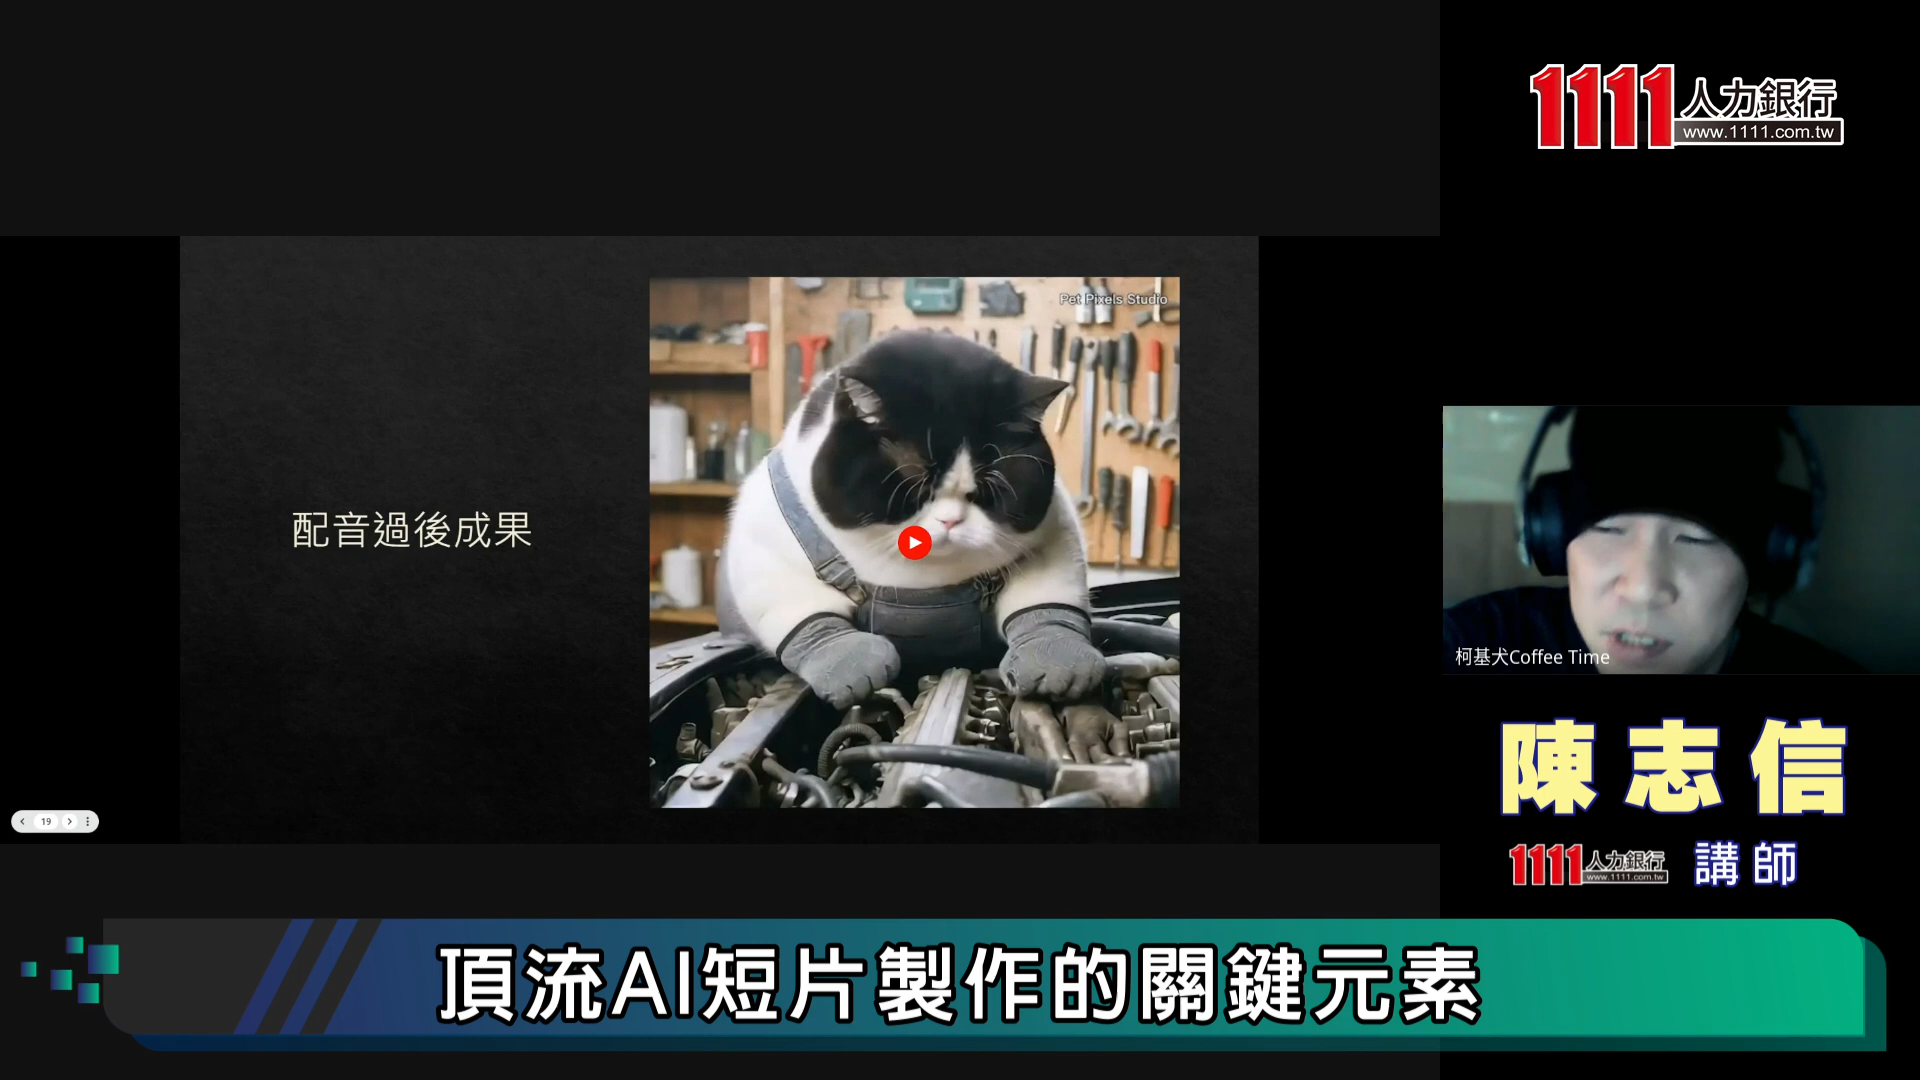 1111人力銀行
www.1111.com.tw
Pet Pixels Studio
配音過後成果
柯基犬Coffee Time
19
陳志信
1111人力銀行
www.1111.com.tw
講師
頂流AI短片製作的關鍵元素